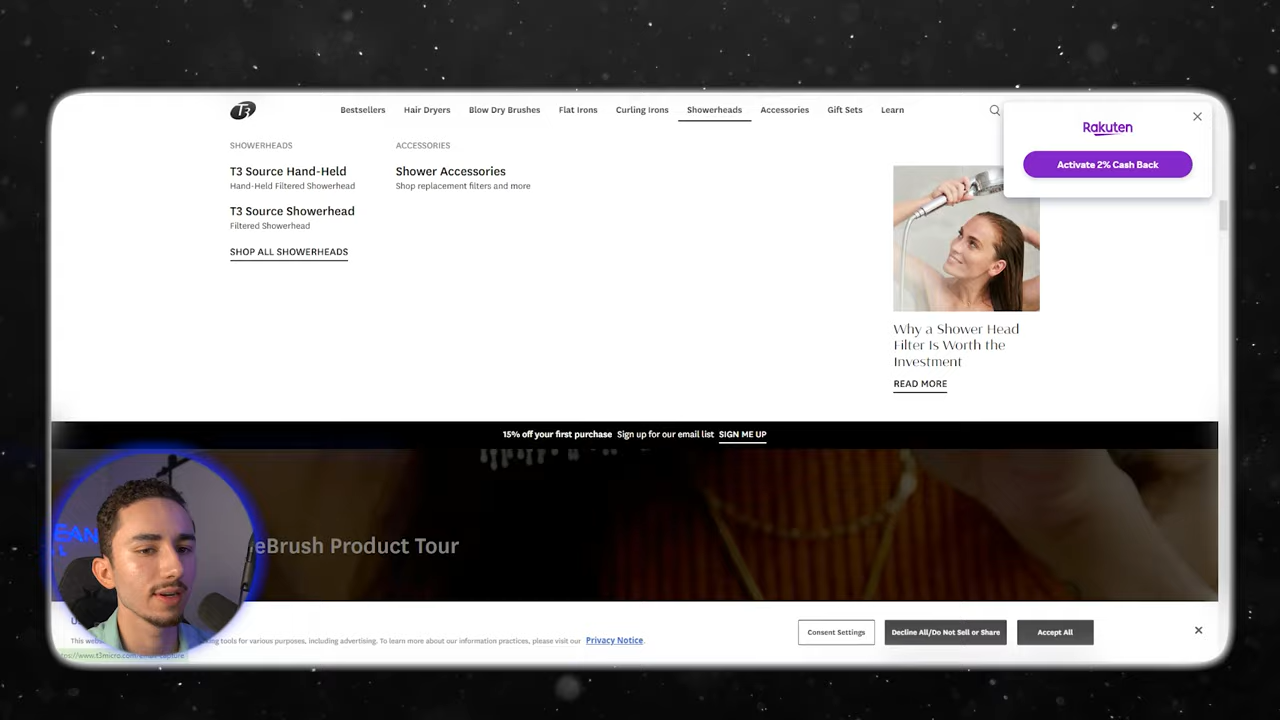 T3
Bestsellers Hair Dryers Blow Dry Brushes Flat Irons Curling Irons Showerheads Accessories Gift Sets Learn
Rakuten
Activate 2% Cash Back
SHOWERHEADS
T3 Source Hand-Held
Hand-Held Filtered Showerhead
T3 Source Showerhead
Filtered Showerhead
SHOP ALL SHOWERHEADS
ACCESSORIES
Shower Accessories
Shop replacement filters and more
Why a Shower Head
Filter Is Worth the
Investment
READ MORE
15% off your first purchase Sign up for our email list SIGN ME UP
eBrush Product Tour
tools for various purposes, including advertising. To learn more about our information practices, please visit our Privacy Notice.
Consent Settings
Decline All/Do Not Sell or Share
Accept All